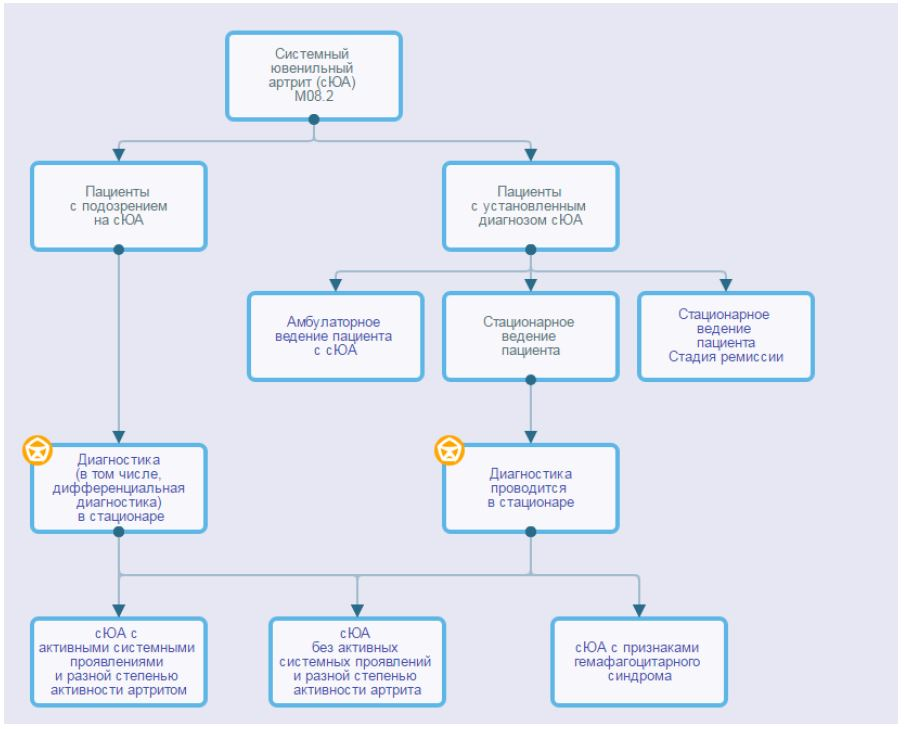 Системный
ювенильный
артрит (сЮА)
M08.2
Пациенты
с подозрением
на сЮА
Пациенты
с установленным
диагнозом сЮА
Амбулаторное
ведение пациента
с сЮА
Стационарное
ведение
пациента
Стационарное
ведение
пациента
Стадия ремиссии
Диагностика
(в том числе,
дифференциальная
диагностика)
в стационаре
Диагностика
проводится
в стационаре
сЮА с
активными системными
проявлениями
и разной степенью
активности артритом
сЮА
без активных
системных проявлений
и разной степенью
активности артрита
сЮА с признаками
гемафагоцитарного
синдрома